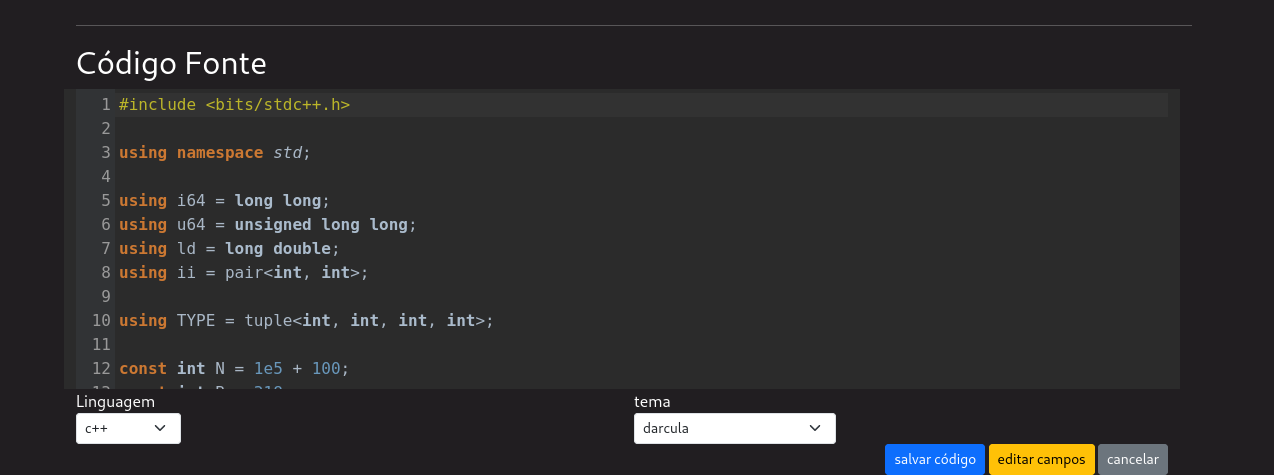 Código Fonte
1 #include <bits/stdc++.h>
2
3 using namespace std;
4
5 using i64 = long long;
6 using u64 = unsigned long long;
7 using ld = long double;
8 using ii = pair<int, int>;
9
10 using TYPE = tuple<int, int, int, int>;
11
12 const int N = 1e5 + 100;
Linguagem tema
c++ darcula
salvar código editar campos cancelar